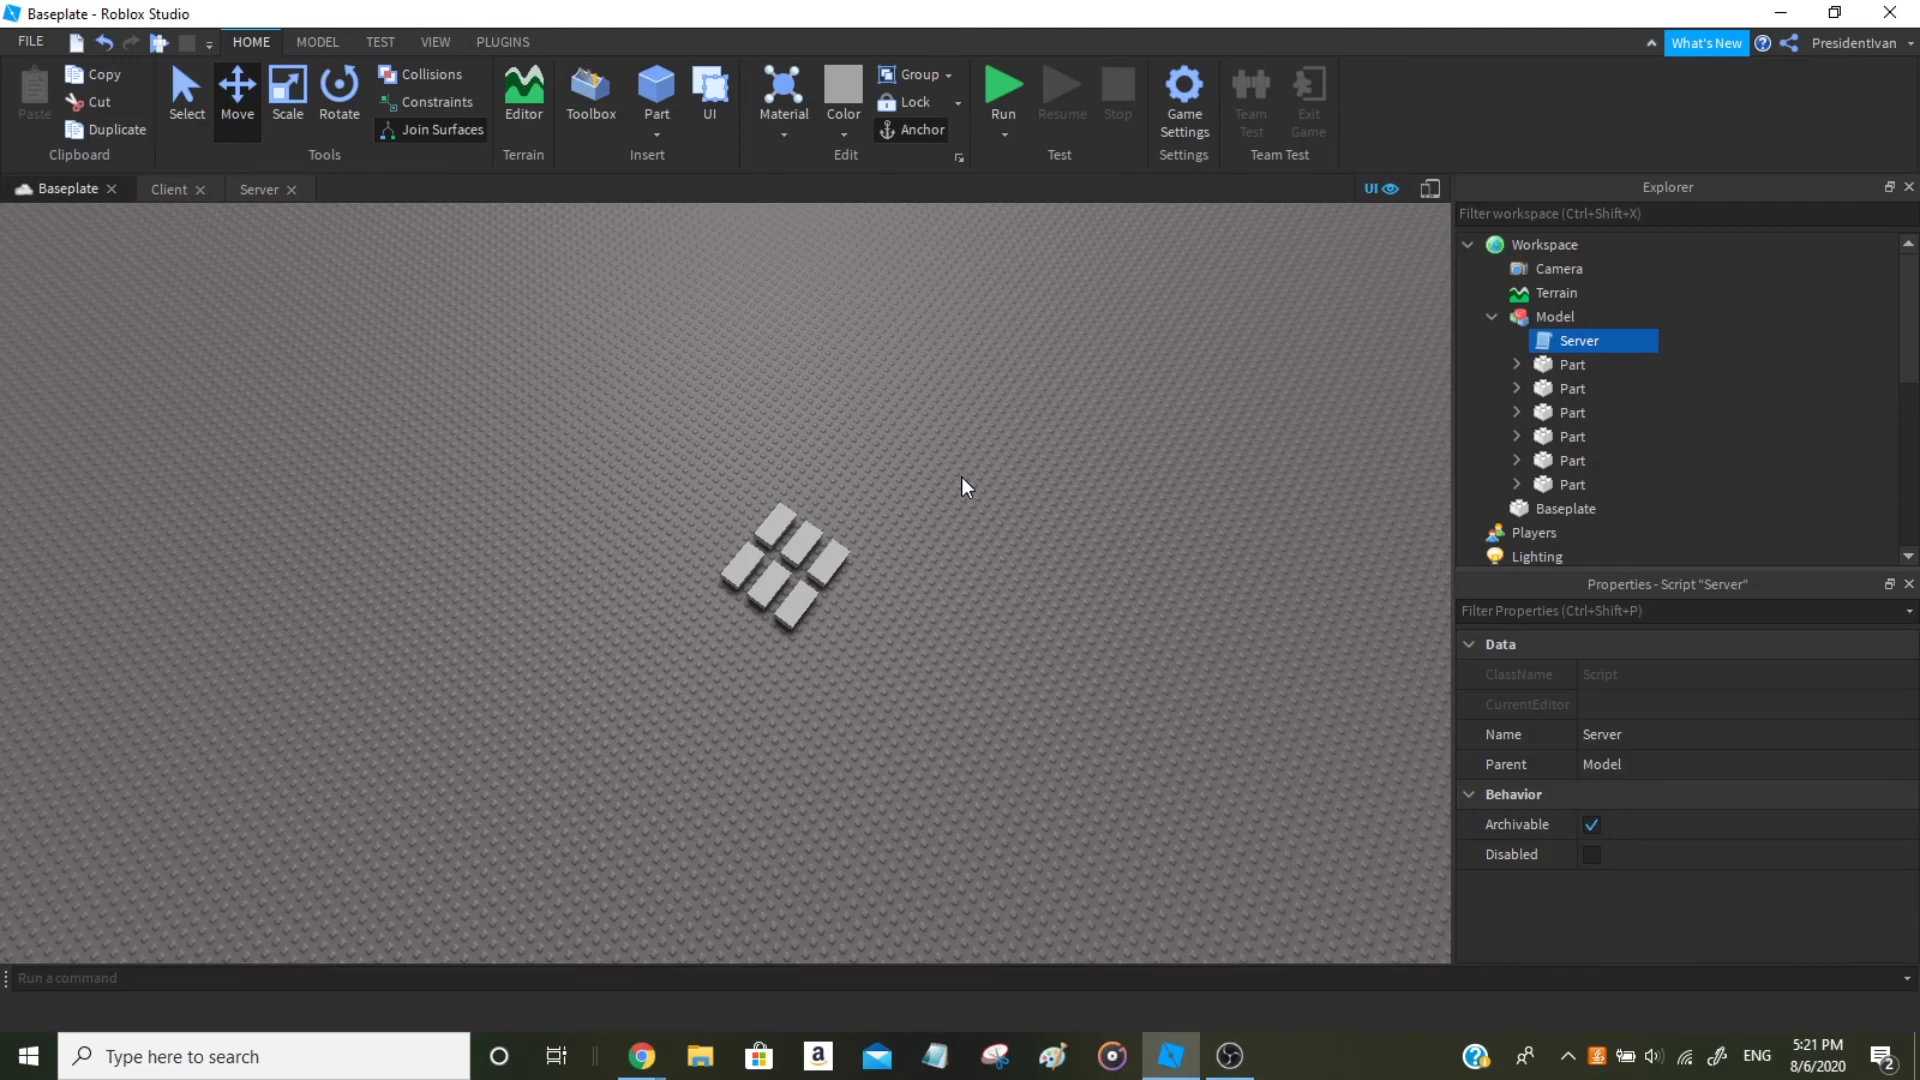 Baseplate - Roblox Studio
FILE HOME MODEL TEST VIEW PLUGINS What's New PresidentIvan
Paste Copy Cut Duplicate
Clipboard
Select Move Scale Rotate
Collisions
Constraints
Join Surfaces
Tools
Editor
Terrain
Toolbox Part UI
Insert
Material Color
Group
Lock
Anchor
Edit
Run Resume Stop
Test
Game
Settings
Settings
Team
Test
Exit
Game
Team Test
Baseplate Client Server UI
Explorer
Filter workspace (Ctrl+Shift+X)
Workspace
Camera
Terrain
Model
Server
Part
Part
Part
Part
Part
Part
Baseplate
Players
Lighting
Properties - Script "Server"
Filter Properties (Ctrl+Shift+P)
Data
ClassName Script
CurrentEditor
Name Server
Parent Model
Behavior
Archivable
Disabled
Run a command
Type here to search
a
ENG
5:21 PM
8/6/2020
2